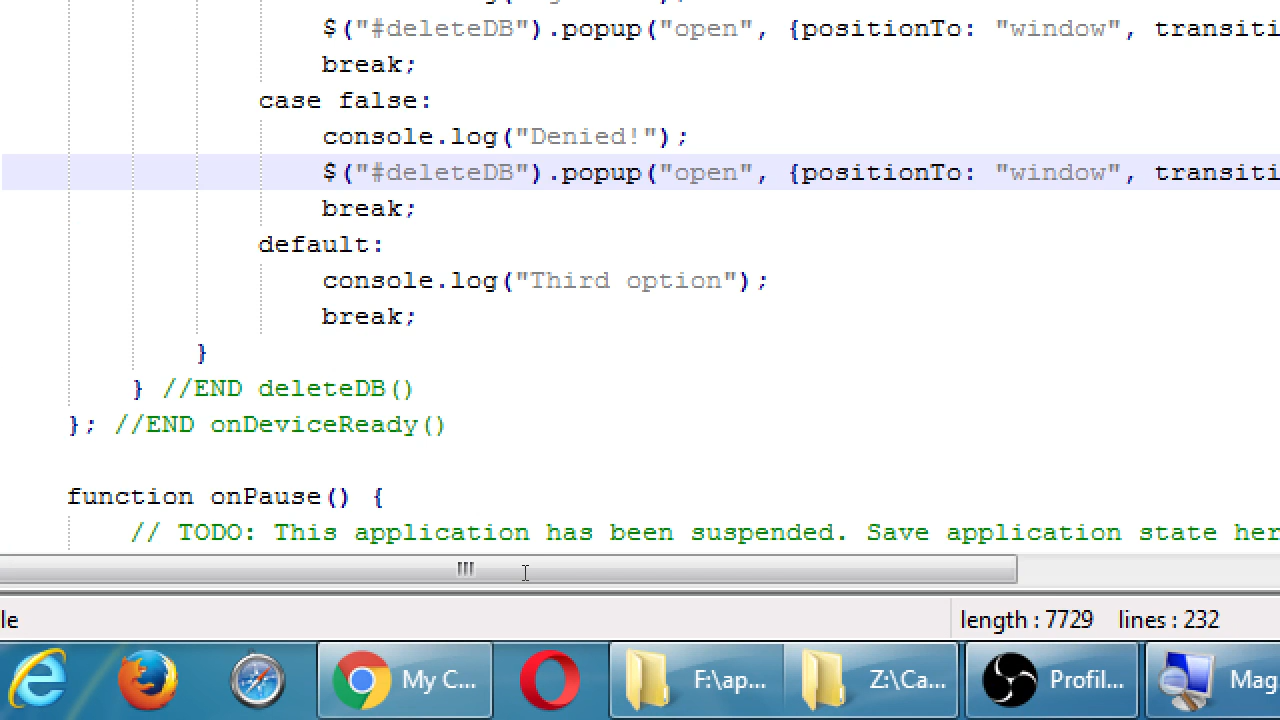 $("#deleteDB").popup("open", {positionTo: "window", transiti
break;
case false:
console.log("Denied!");
$("#deleteDB").popup("open", {positionTo: "window", transiti
break;
default:
console.log("Third option");
break;
}
} //END deleteDB()
}; //END onDeviceReady()
function onPause() {
// TODO: This application has been suspended. Save application state her
le length : 7729 lines : 232
My C... F:\ap... Z:\Ca... Profil... Mag